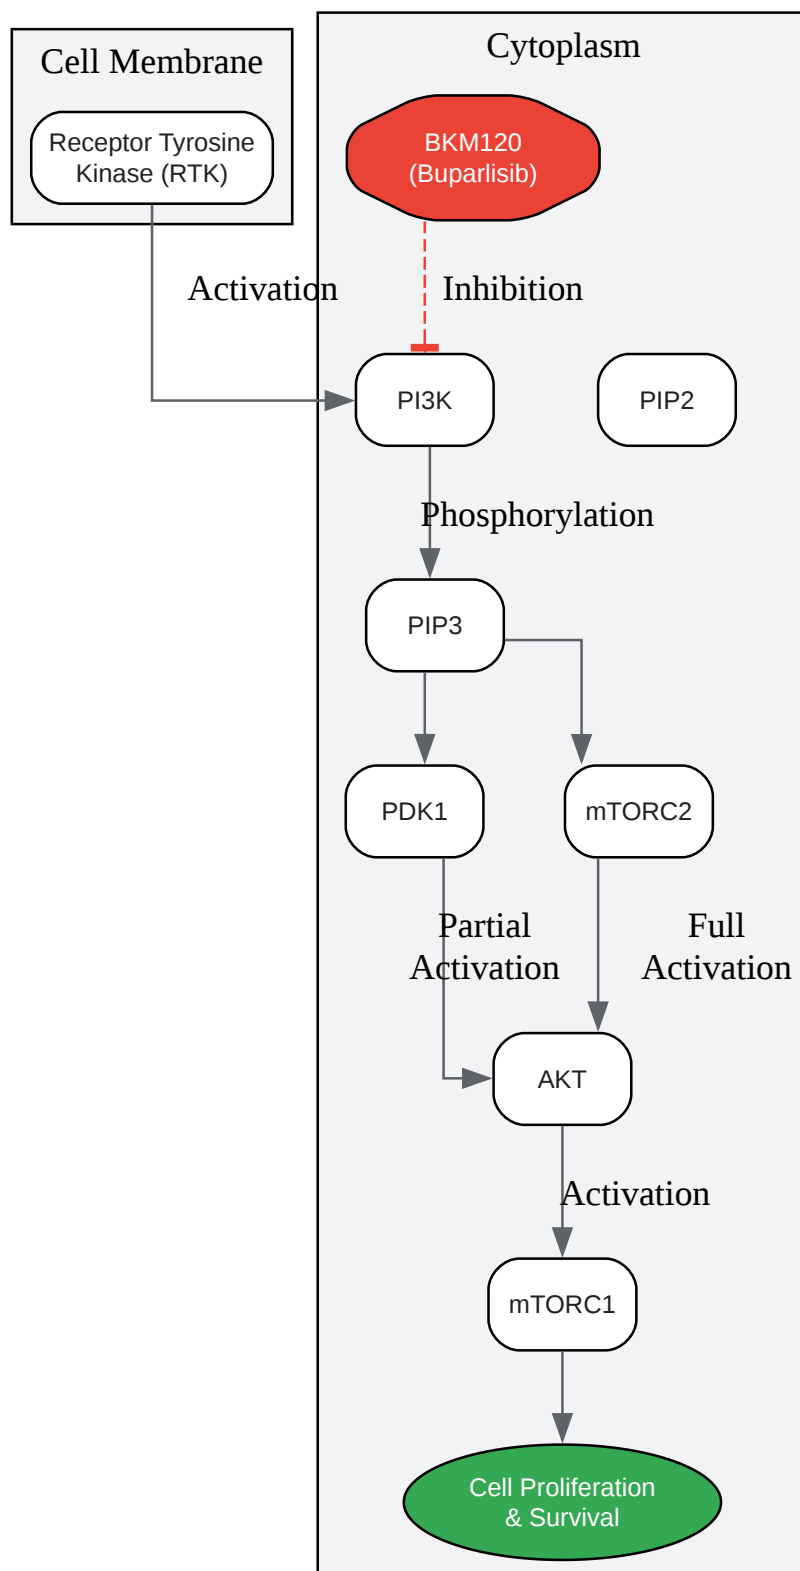 Cell Membrane
Cytoplasm
Receptor Tyrosine
Kinase (RTK)
BKM120
(Buparlisib)
Activation
Inhibition
PI3K
PIP2
Phosphorylation
PIP3
PDK1
mTORC2
Partial
Activation
Full
Activation
AKT
Activation
mTORC1
Cell Proliferation
& Survival